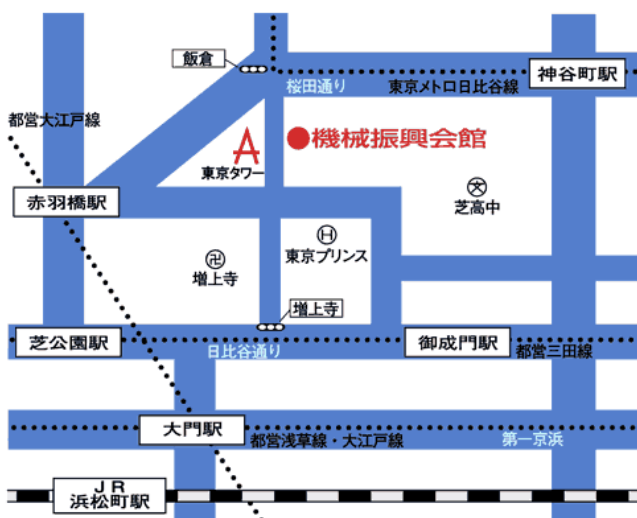 飯倉
神谷町駅
桜田通り
東京メトロ日比谷線
都営大江戸線
機械振興会館
東京タワー
赤羽橋駅
文
芝高中
H
東京プリンス
卍
増上寺
増上寺
芝公園駅
日比谷通り
御成門駅
都営三田線
大門駅
都営浅草線・大江戸線
第一京浜
JR
浜松町駅